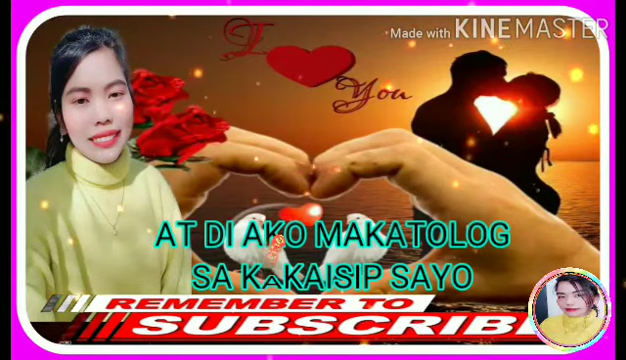 Made with KINEMASTER
I
You
AT DI AKO MAKATOLOG
SA KAKAISIP SAYO
REMEMBER TO
SUBSCRIBE